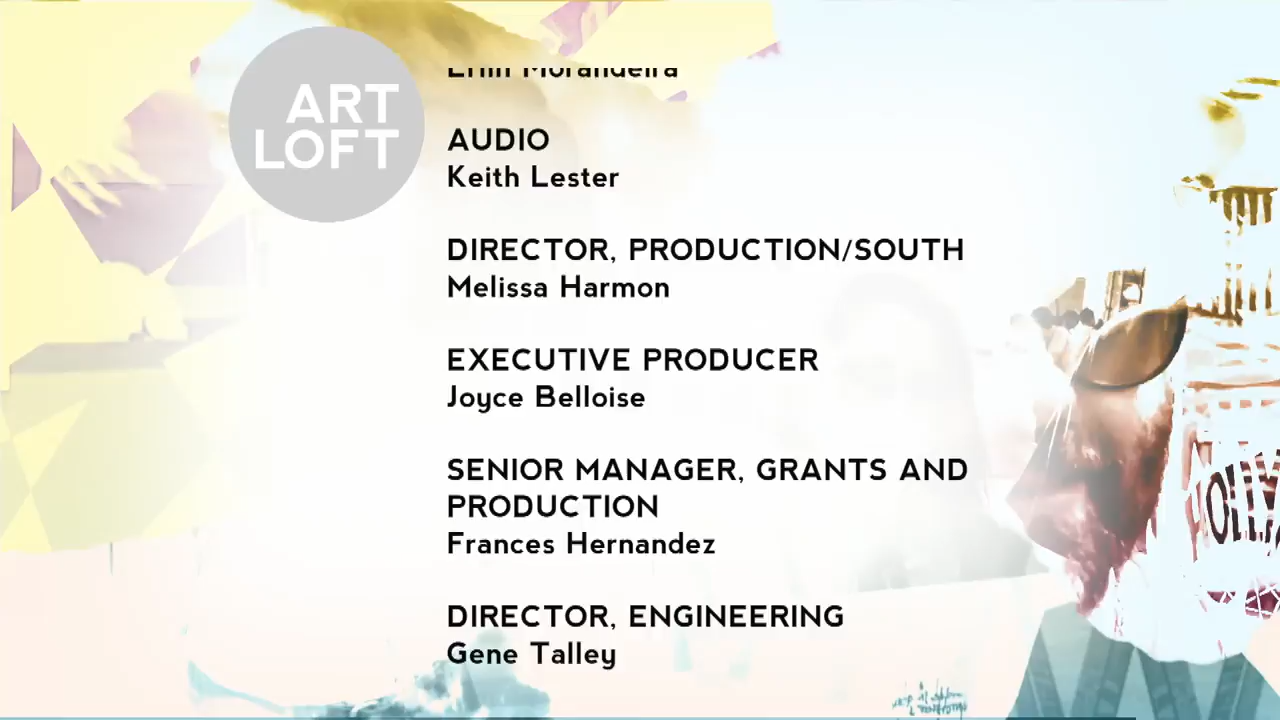 ART
LOFT
AUDIO
Keith Lester
DIRECTOR, PRODUCTION/SOUTH
Melissa Harmon
EXECUTIVE PRODUCER
Joyce Belloise
SENIOR MANAGER, GRANTS AND
PRODUCTION
Frances Hernandez
DIRECTOR, ENGINEERING
Gene Talley